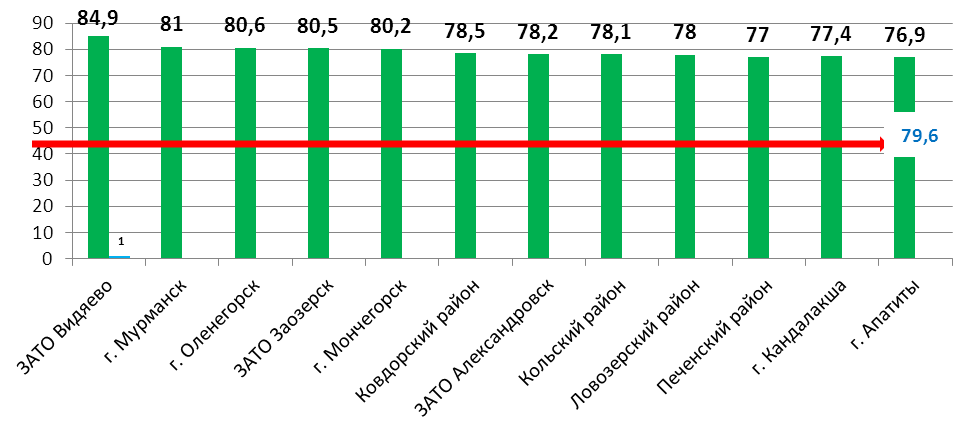 84,9 81 80,6 80,5 80,2 78,5 78,2 78,1 78 77 77,4 76,9
90
80
70
60
50
40
30
20
10
0
79,6
1
ЗАТО Видяево
г. Мурманск
г. Оленегорск
ЗАТО Заозерск
г. Мончегорск
Ковдорский район
ЗАТО Александровск
Кольский район
Ловозерский район
Печенский район
г. Кандалакша
г. Апатиты